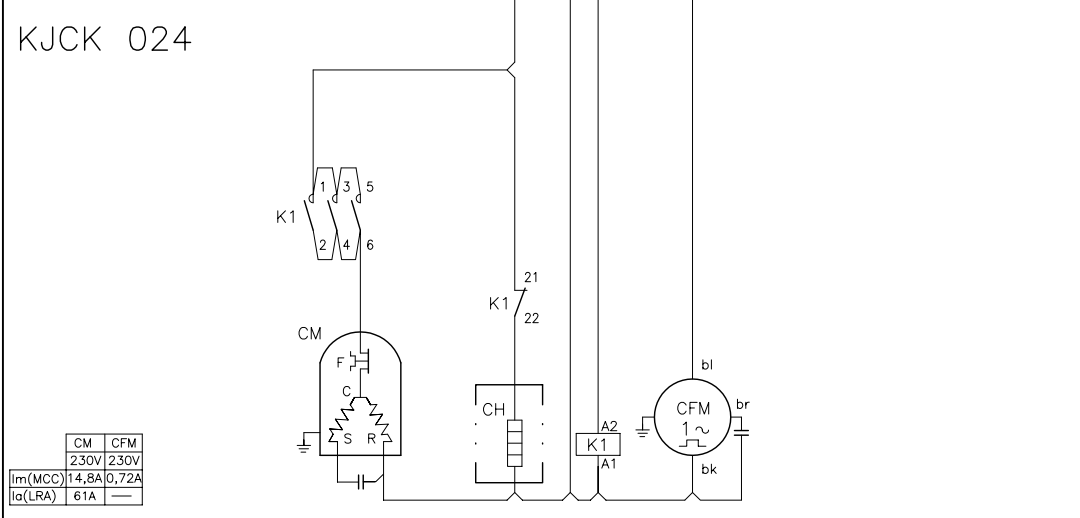 KJCK 024
1 3 5
K1
2 4 6
21
K1
22
CM
F
C
S R
CH
A2
K1
A1
bl
CFM
1 ~
br
bk
CM CFM
230V 230V
Im(MCC) 14,8A 0,72A
Ia(LRA) 61A —